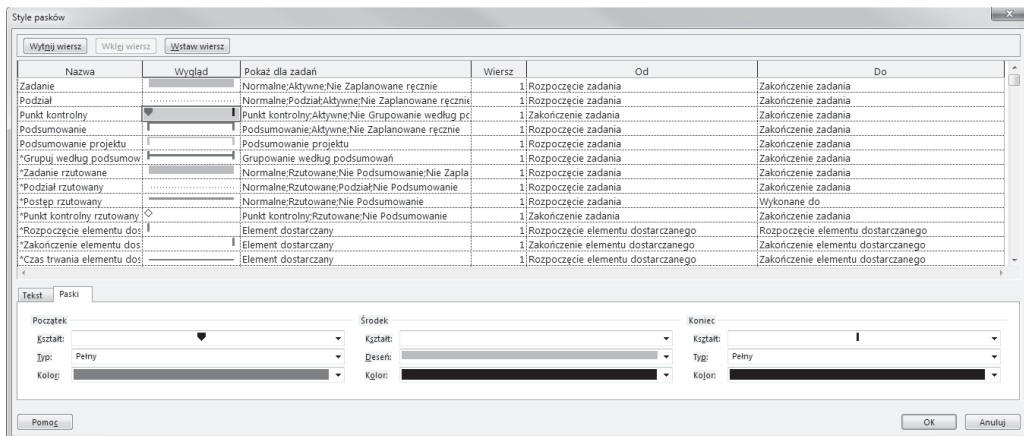 Style pasków
Wytnij wiersz Wklej wiersz Wstaw wiersz
Nazwa Wygląd Pokaż dla zadań Wiersz Od Do
Zadanie Normalne;Aktywne;Nie Zaplanowane ręcznie 1 Rozpoczęcie zadania Zakończenie zadania
Podział Normalne;Podział;Aktywne;Nie Zaplanowane ręcznie 1 Rozpoczęcie zadania Zakończenie zadania
Punkt kontrolny Punkt kontrolny;Aktywne;Nie Grupowanie według pc 1 Zakończenie zadania Zakończenie zadania
Podsumowanie Podsumowanie;Aktywne;Nie Zaplanowane ręcznie 1 Rozpoczęcie zadania Zakończenie zadania
Podsumowanie projektu Podsumowanie projektu 1 Rozpoczęcie zadania Zakończenie zadania
*Grupuj według podsumow Grupowanie według podsumowań 1 Rozpoczęcie zadania Zakończenie zadania
*Zadanie rzutowane Normalne;Rzutowane;Nie Podsumowanie;Nie Zapla 1 Rozpoczęcie zadania Zakończenie zadania
*Podział rzutowany Normalne;Rzutowane;Podział;Nie Podsumowanie 1 Rozpoczęcie zadania Zakończenie zadania
*Postęp rzutowany Normalne;Rzutowane;Nie Podsumowanie 1 Rozpoczęcie zadania Wykonane do
*Punkt kontrolny rzutowany Punkt kontrolny;Rzutowane;Nie Podsumowanie 1 Zakończenie zadania Zakończenie zadania
*Rozpoczęcie elementu dos Element dostarczany 1 Rozpoczęcie elementu dostarczanego Rozpoczęcie elementu dostarczanego
*Zakończenie elementu dos Element dostarczany 1 Zakończenie elementu dostarczanego Zakończenie elementu dostarczanego
*Czas trwania elementu dos Element dostarczany 1 Rozpoczęcie elementu dostarczanego Zakończenie elementu dostarczanego
Tekst Paski
Początek Środek Koniec
Kształt: Kształt: Kształt:
Typ: Pełny Deseń: Typ: Pełny
Kolor: Kolor: Kolor:
Pomoc OK Anuluj